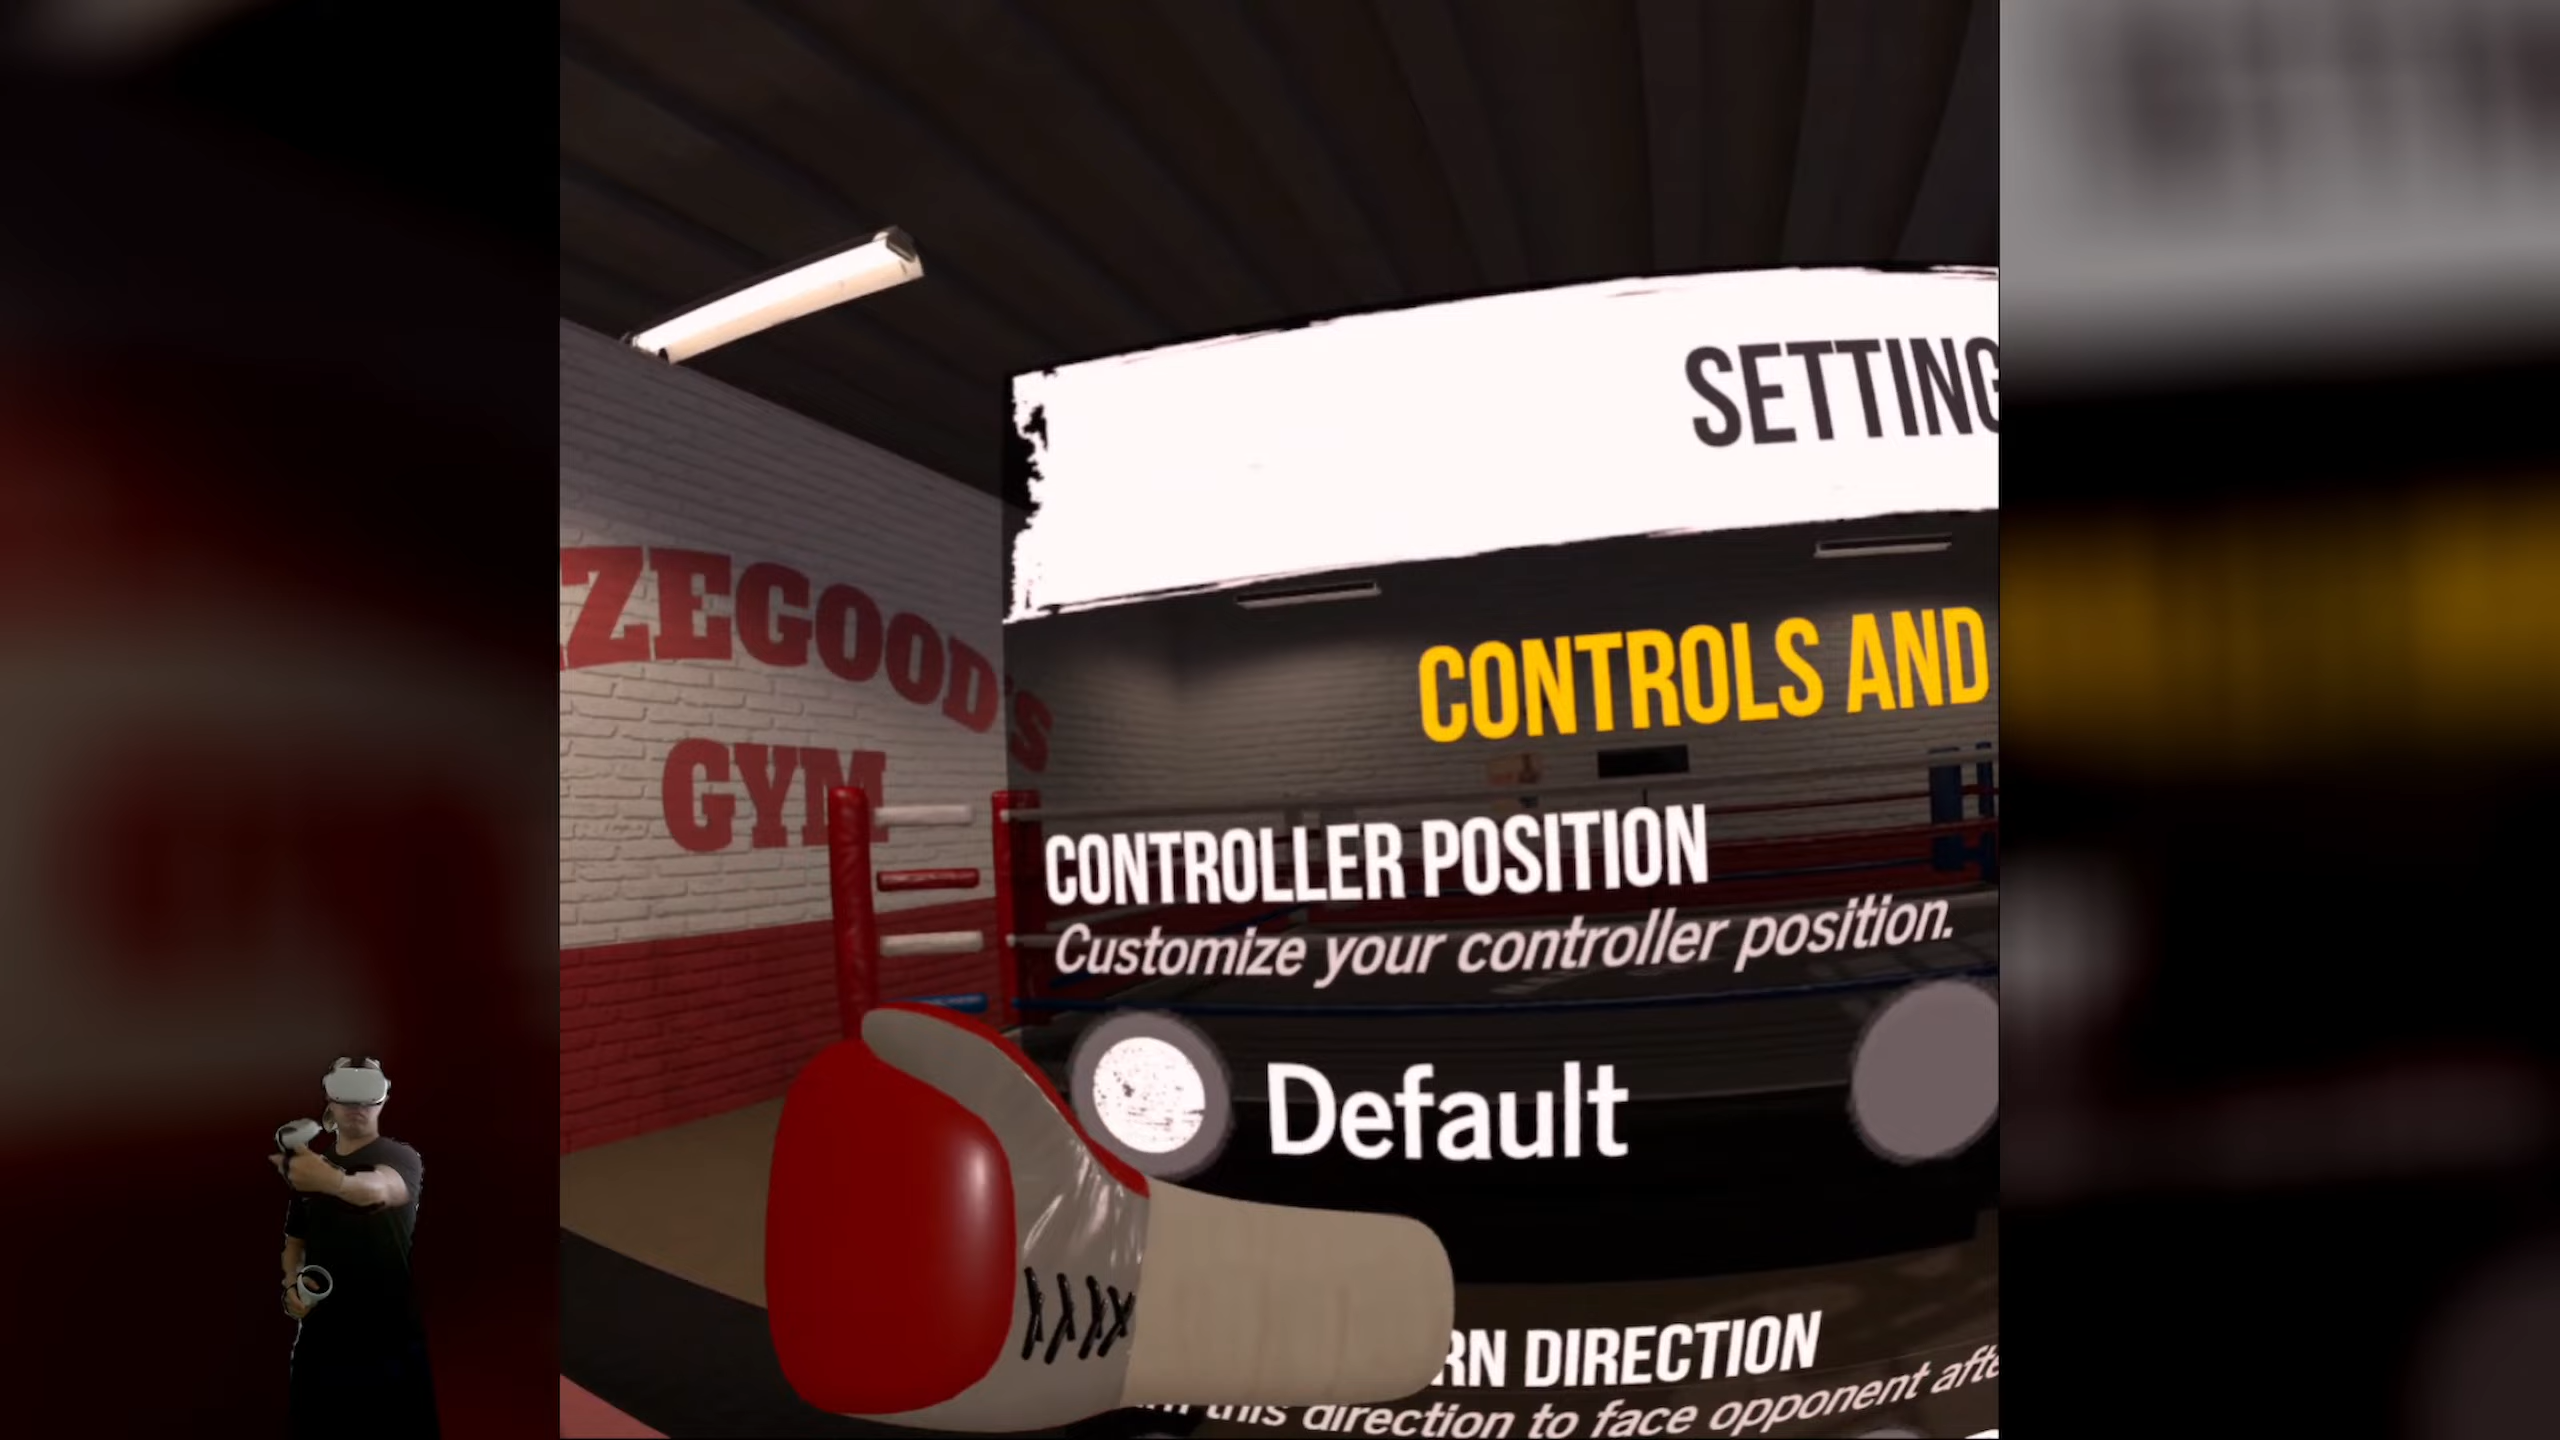 SETTING
CONTROLS AND
ZEGOOD'S
GYM
CONTROLLER POSITION
Customize your controller position.
Default
RN DIRECTION
this direction to face opponent afte